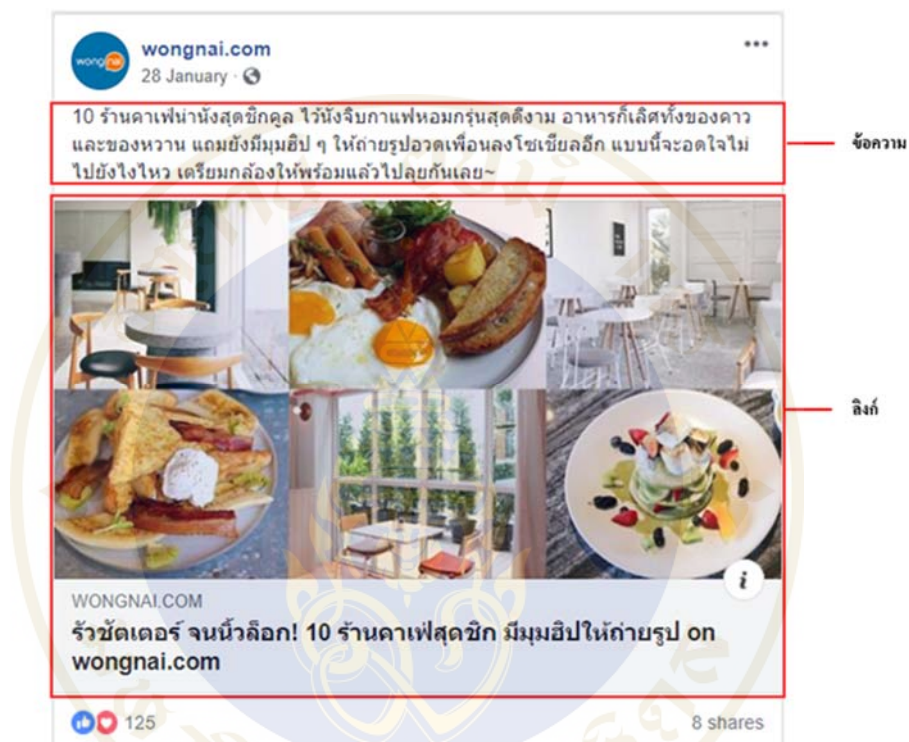 wongnai.com
28 January
10 ร้านคาเฟ่น่านั่งสุดชิกคูล ไว้นั่งจิบกาแฟหอมกรุ่นสุดดีงาม อาหารก็เลิศทั้งของคาว
และของหวาน แถมยังมีมุมฮิป ๆ ให้ถ่ายรูปอวดเพื่อนลงโซเชียลอีก แบบนี้จะอดใจไม่
ไปยังไงไหว เตรียมกล้องให้พร้อมแล้วไปลุยกันเลย~
ข้อความ
ลิงก์
WONGNAI.COM
รัวชัตเตอร์ จนนิ้วล็อก! 10 ร้านคาเฟ่สุดชิก มีมุมฮิปให้ถ่ายรูป on
wongnai.com
125
8 shares